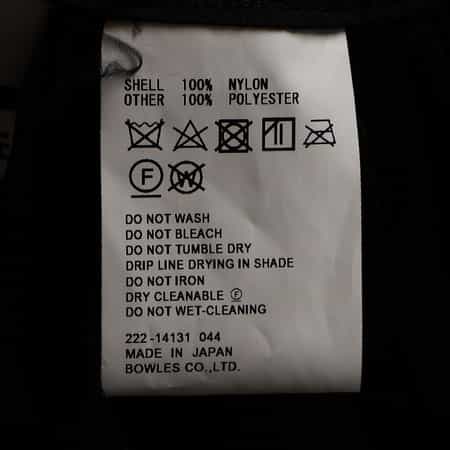 SHELL 100% NYLON
OTHER 100% POLYESTER
F W
DO NOT WASH
DO NOT BLEACH
DO NOT TUMBLE DRY
DRIP LINE DRYING IN SHADE
DO NOT IRON
DRY CLEANABLE Ⓕ
DO NOT WET-CLEANING
222-14131 044
MADE IN JAPAN
BOWLES CO.,LTD.